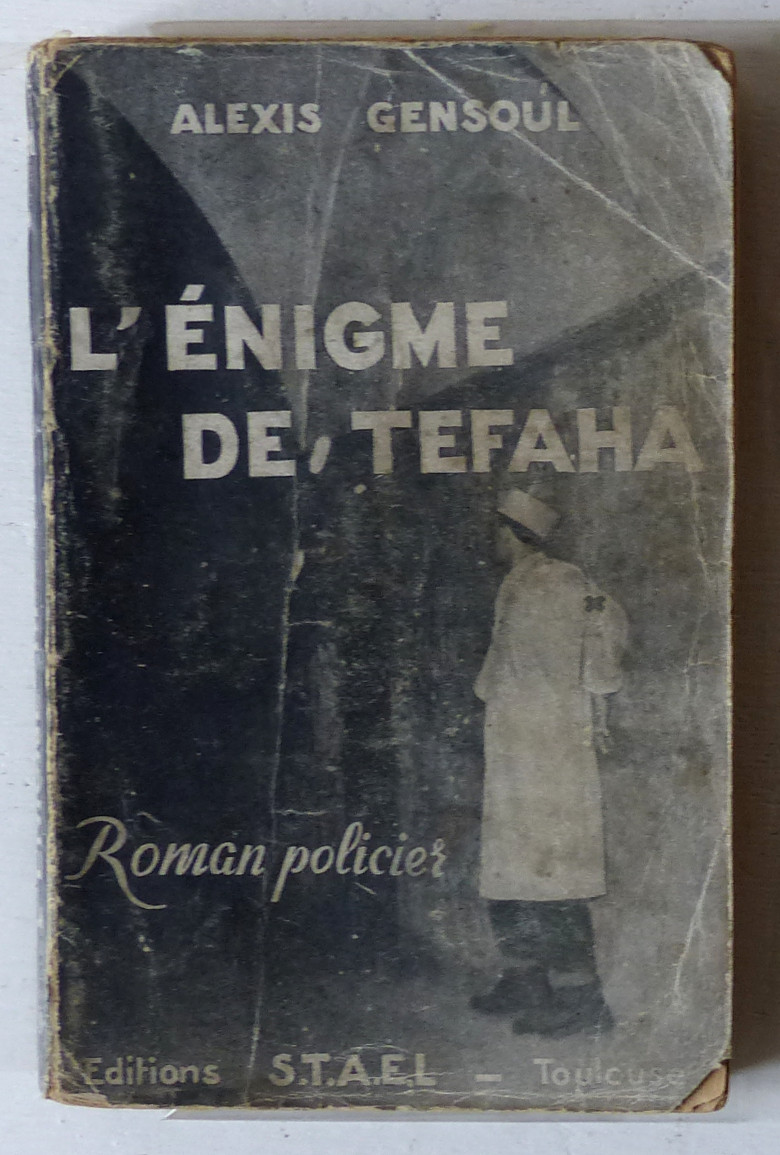 ALEXIS GENSOUL
L'ÉNIGME
DE TEFAHA
Roman policier
Editions S.T.A.E.L – Toulouse